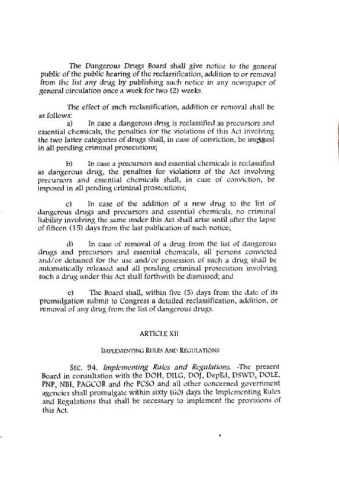 The Dangerous Drugs Board shall give notice to the general
public of the public hearing of the reclassification, addition to or removal
from the list any drug by publishing such notice in any newspaper of
general circulation once a week for two (2) weeks.
The effect of such reclassification, addition or removal shall be
as follows:
a) In case a dangerous drug is reclassified as precursors and
essential chemicals, the penalties for the violations of this Act involving
the two latter categories of drugs shall, in case of conviction, be imposed
in all pending criminal prosecutions;
b) In case a precursors and essential chemicals is reclassified
as dangerous drug, the penalties for violations of the Act involving
precursors and essential chemicals shall, in case of conviction, be
imposed in all pending criminal prosecutions;
c) In case of the addition of a new drug to the list of
dangerous drugs and precursors and essential chemicals, no criminal
liability involving the same under this Act shall arise until after the lapse
of fifteen (15) days from the last publication of such notice;
d) In case of removal of a drug from the list of dangerous
drugs and precursors and essential chemicals, all persons convicted
and/or detained for the use and/or possession of such a drug shall be
automatically released and all pending criminal prosecution involving
such a drug under this Act shall forthwith be dismissed; and
e) The Board shall, within five (5) days from the date of its
promulgation submit to Congress a detailed reclassification, addition, or
removal of any drug from the list of dangerous drugs.
ARTICLE XII
IMPLEMENTING RULES AND REGULATIONS
SEC. 94. Implementing Rules and Regulations. -The present
Board in consultation with the DOH, DILG, DOJ, DepEd, DSWD, DOLE,
PNP, NBI, PAGCOR and the PCSO and all other concerned government
agencies shall promulgate within sixty (60) days the Implementing Rules
and Regulations that shall be necessary to implement the provisions of
this Act.